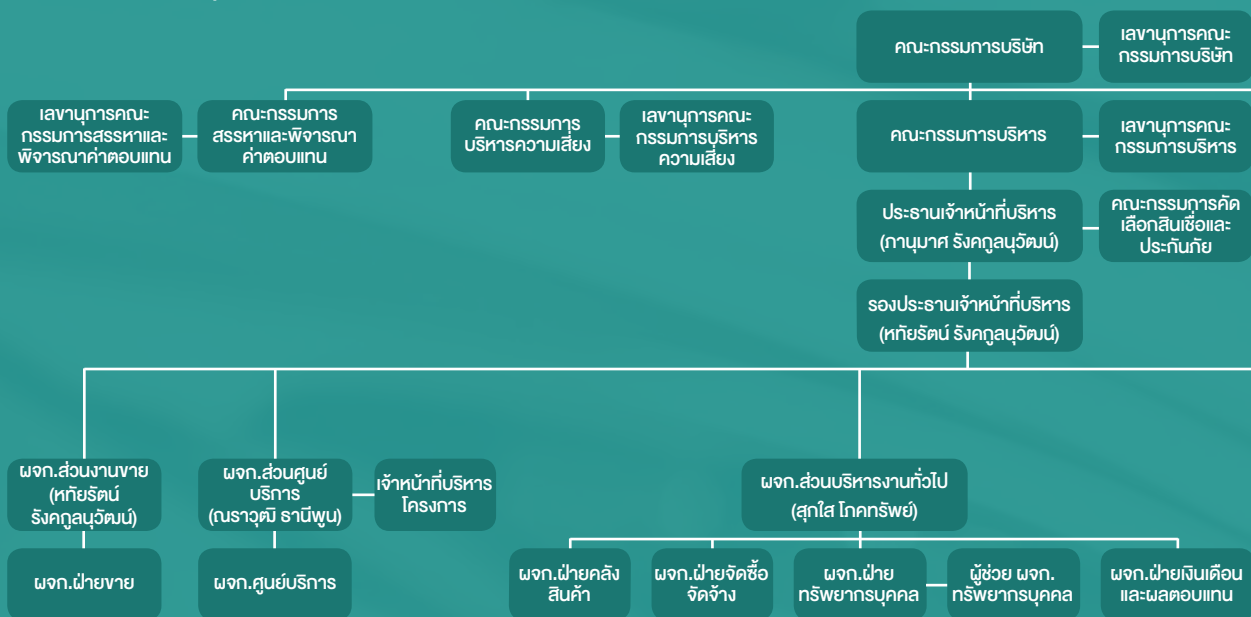 คณะกรรมการบริษัท
เลขานุการคณะ
กรรมการบริษัท
เลขานุการคณะ
กรรมการสรรหาและ
พิจารณาค่าตอบแทน
คณะกรรมการ
สรรหาและพิจารณา
ค่าตอบแทน
คณะกรรมการ
บริหารความเสี่ยง
เลขานุการคณะ
กรรมการบริหาร
ความเสี่ยง
คณะกรรมการบริหาร
เลขานุการคณะ
กรรมการบริหาร
ประธานเจ้าหน้าที่บริหาร
(ภานุมาศ รังคกูลนุวัฒน์)
คณะกรรมการคัด
เลือกสินเชื่อและ
ประกันภัย
รองประธานเจ้าหน้าที่บริหาร
(หทัยรัตน์ รังคกูลนุวัฒน์)
ผจก.ส่วนงานขาย
(หทัยรัตน์
รังคกูลนุวัฒน์)
ผจก.ส่วนศูนย์
บริการ
(ณราวุฒิ ธานีพูน)
เจ้าหน้าที่บริหาร
โครงการ
ผจก.ส่วนบริหารงานทั่วไป
(สุกใส โภคทรัพย์)
ผจก.ฝ่ายขาย
ผจก.ศูนย์บริการ
ผจก.ฝ่ายคลัง
สินค้า
ผจก.ฝ่ายจัดซื้อ
จัดจ้าง
ผจก.ฝ่าย
ทรัพยากรบุคคล
ผู้ช่วย ผจก.
ทรัพยากรบุคคล
ผจก.ฝ่ายเงินเดือน
และผลตอบแทน